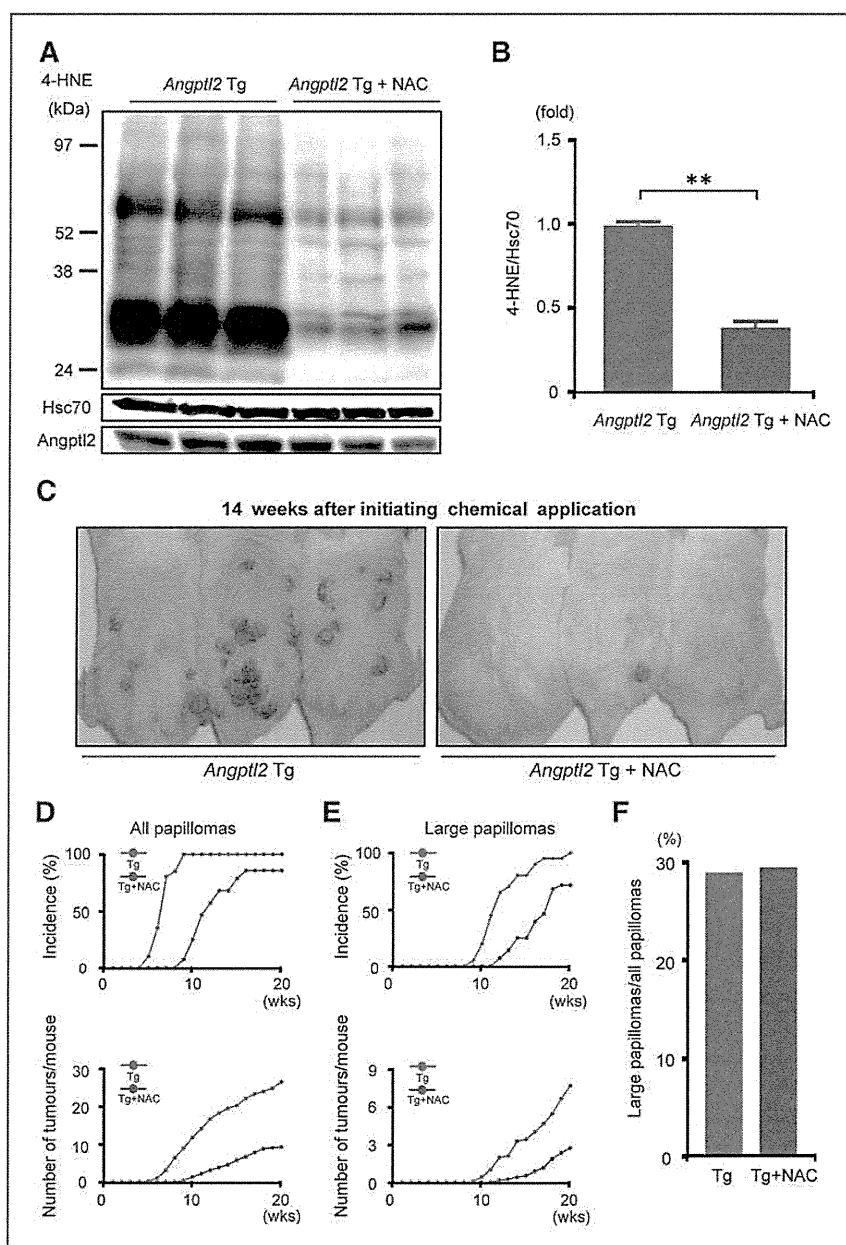 A
4-HNE
(kDa)
Angptl2 Tg
Angptl2 Tg + NAC
97
52
38
24
Hsc70
Angptl2
B
(fold)
1.5
1.0
0.5
0
4-HNE/Hsc70
**
Angptl2 Tg
Angptl2 Tg + NAC
C
14 weeks after initiating chemical application
Angptl2 Tg
Angptl2 Tg + NAC
D
All papillomas
Incidence (%)
100
50
0
Tg
Tg+NAC
0
10
20
(wks)
Number of tumours/mouse
30
20
10
0
Tg
Tg+NAC
0
10
20
(wks)
E
Large papillomas
Incidence (%)
100
50
0
Tg
Tg+NAC
0
10
20
(wks)
Number of tumours/mouse
9
6
3
0
Tg
Tg+NAC
0
10
20
(wks)
F
(%)
30
20
10
0
Large papillomas/all papillomas
Tg
Tg+NAC